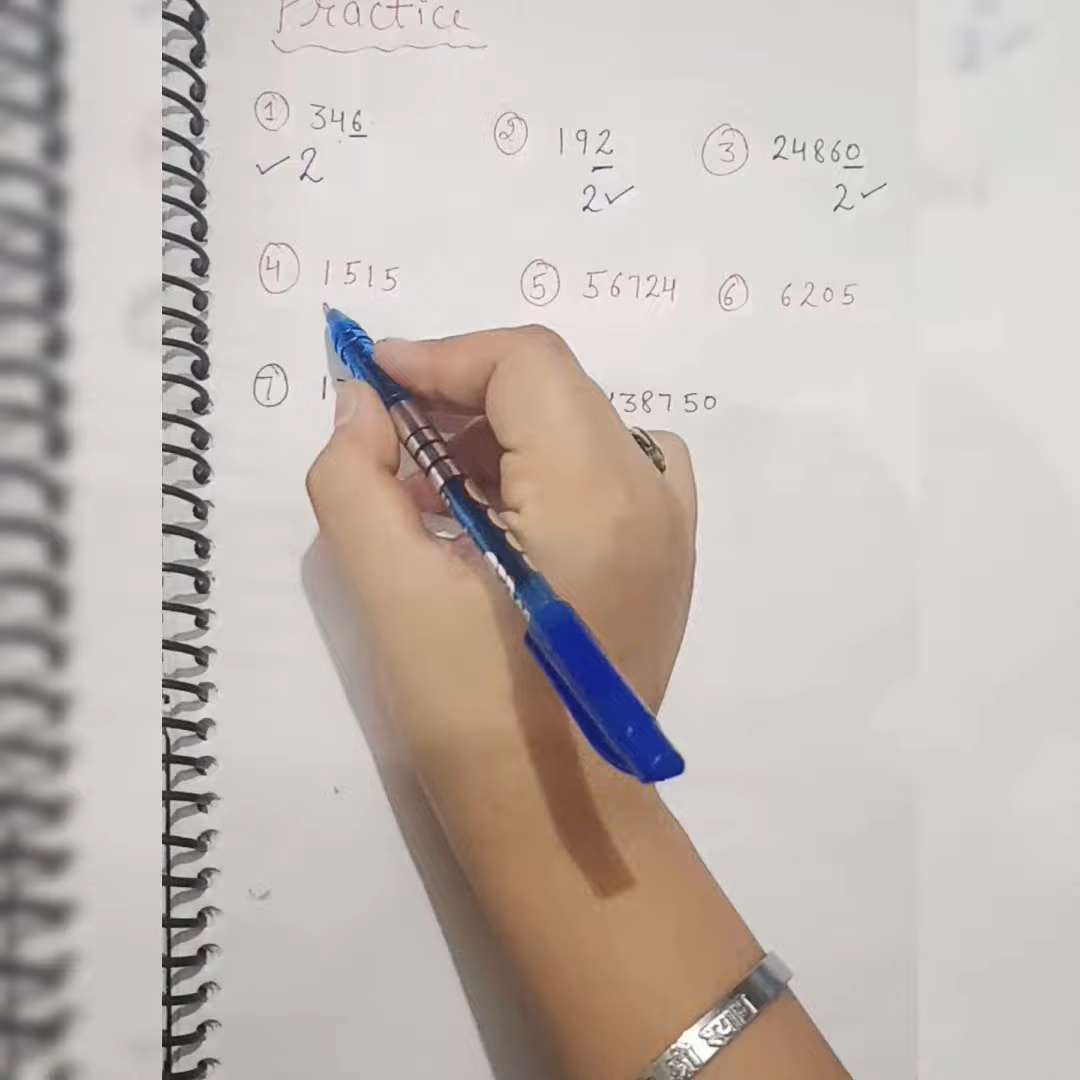 Practice
① 346 ② 192 ③ 24860
✓2 2✓ 2✓
④ 1515 ⑤ 56724 ⑥ 6205
⑦ 38750